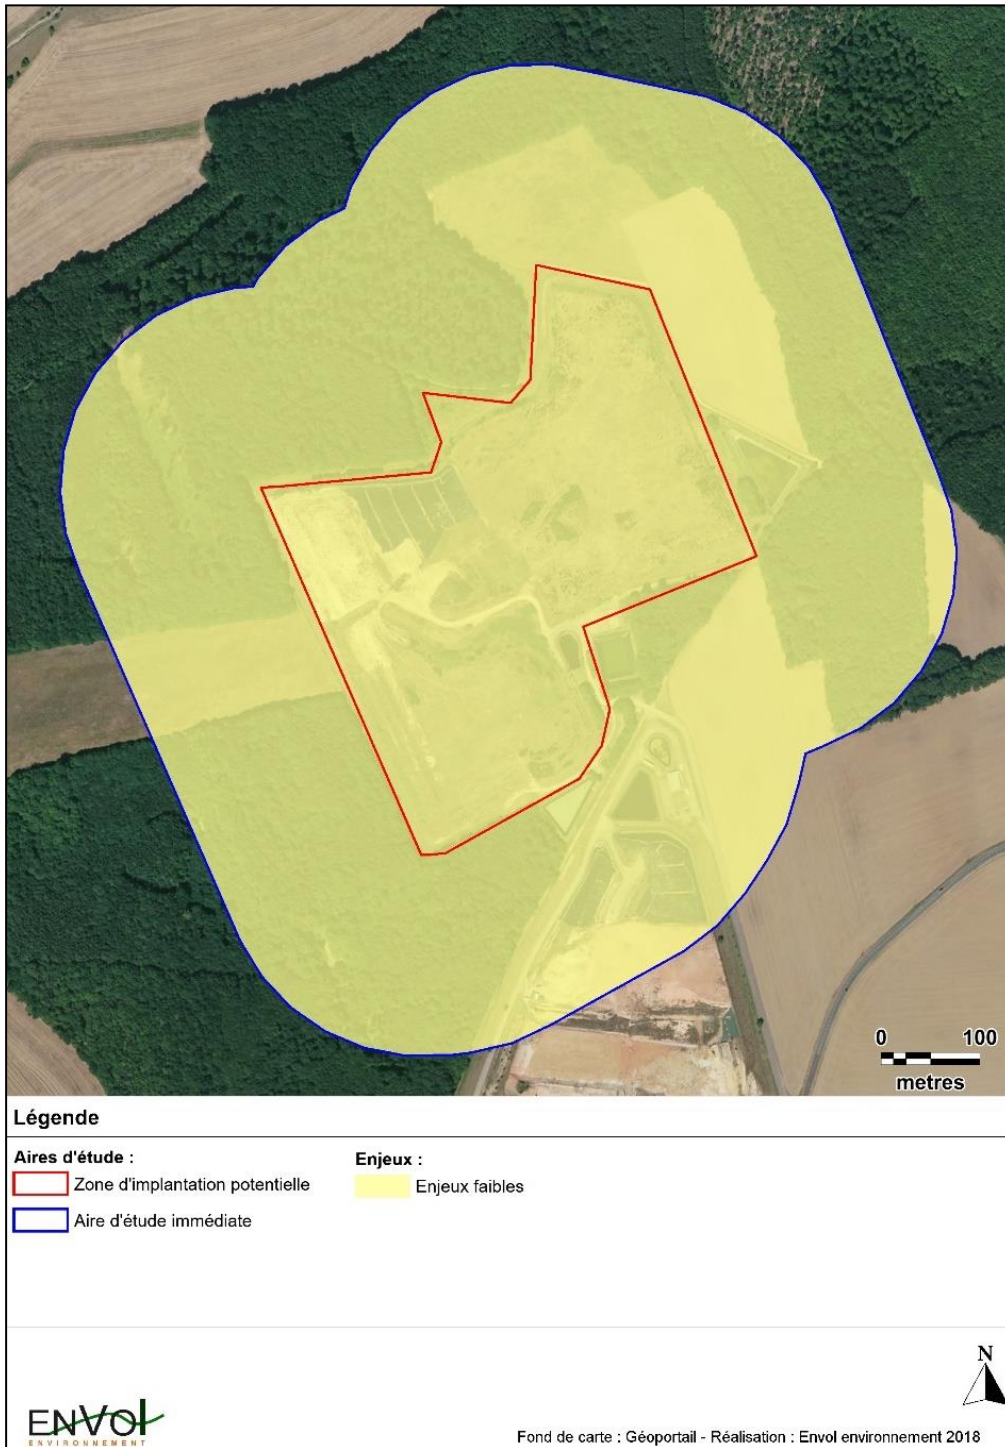 0 100
metres
Légende
Aires d'étude :
Zone d'implantation potentielle
Aire d'étude immédiate
Enjeux :
Enjeux faibles
N
ENVOl
ENVIRONNEMENT
Fond de carte : Géoportail - Réalisation : Envol environnement 2018